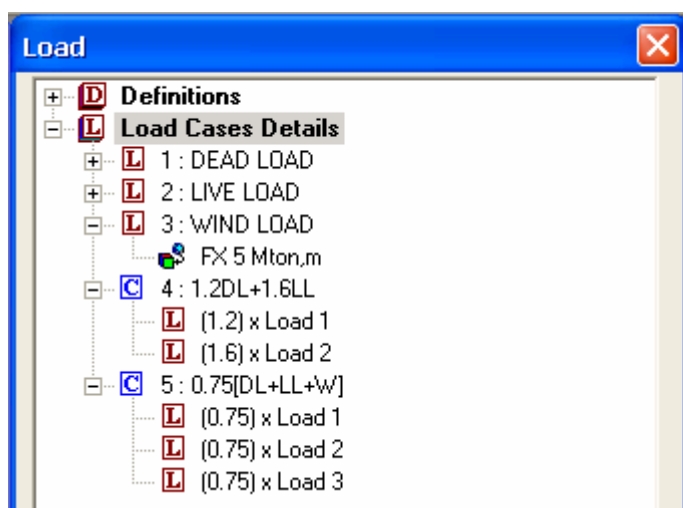 Load
D Definitions
L Load Cases Details
L 1 : DEAD LOAD
L 2 : LIVE LOAD
L 3 : WIND LOAD
FX 5 Mton,m
C 4 : 1.2DL+1.6LL
L (1.2) x Load 1
L (1.6) x Load 2
C 5 : 0.75[DL+LL+W]
L (0.75) x Load 1
L (0.75) x Load 2
L (0.75) x Load 3